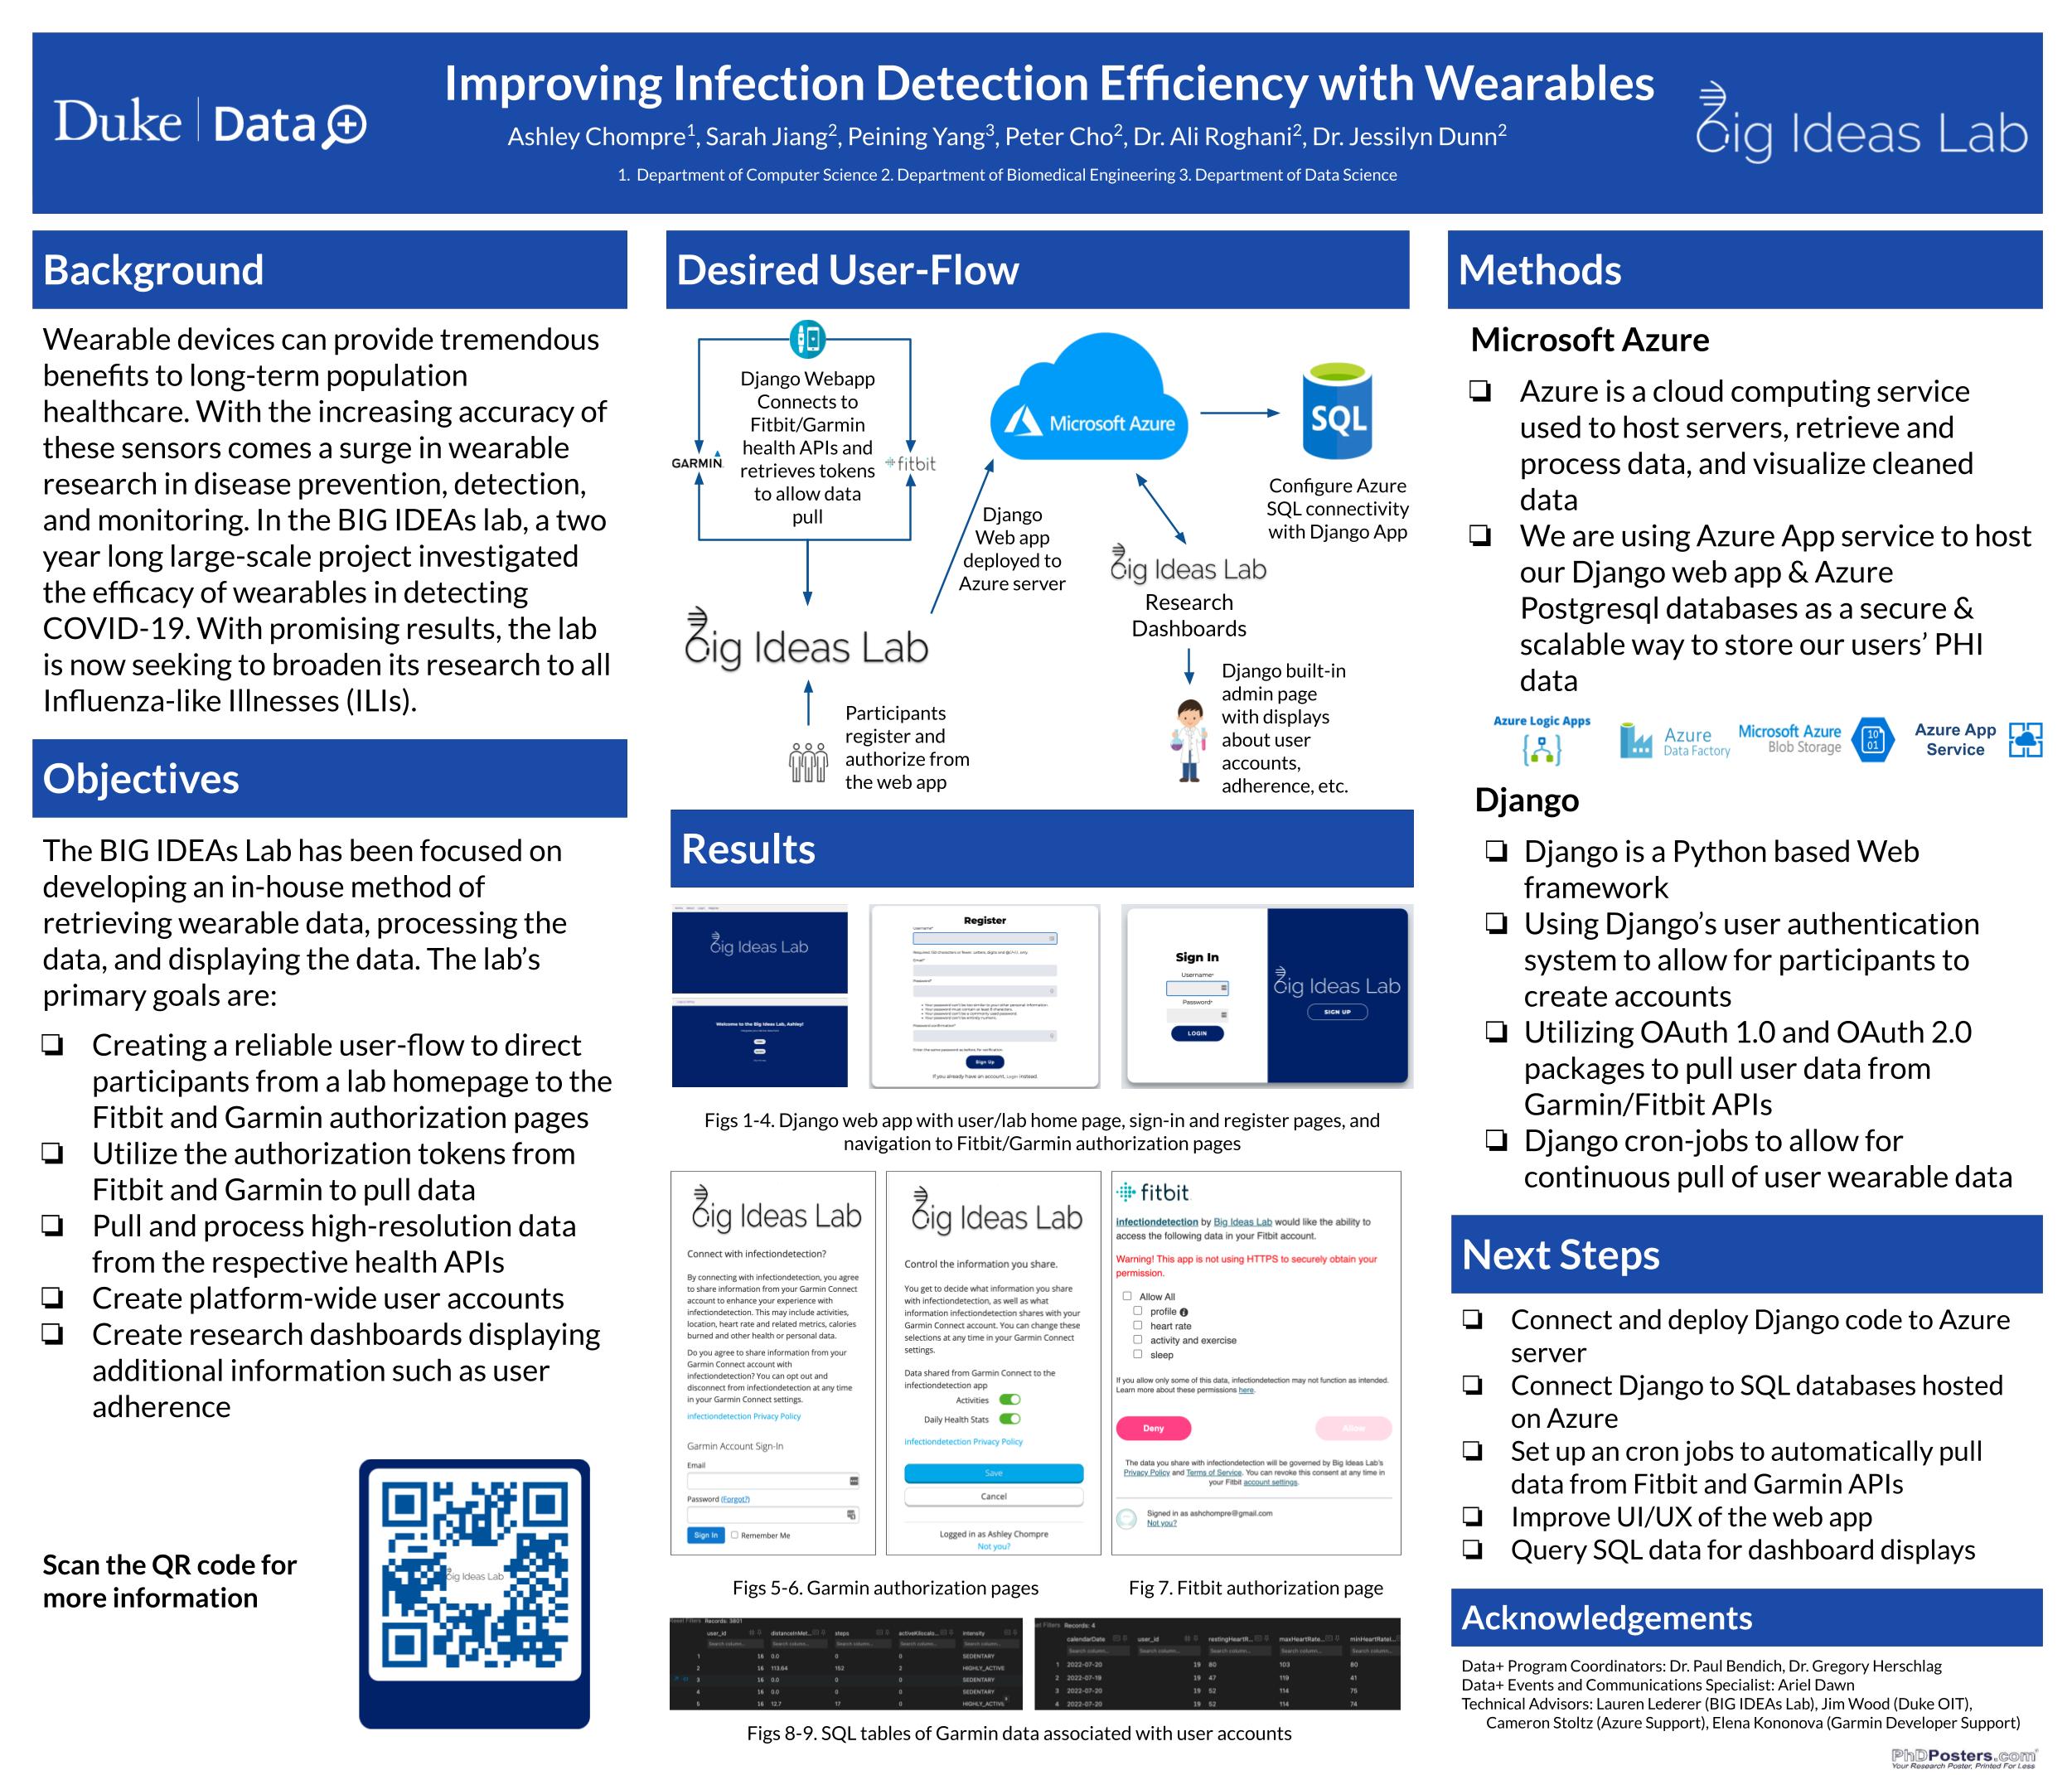 Duke | Data
Improving Infection Detection Efficiency with Wearables
Ashley Chompre1, Sarah Jiang2, Peining Yang3, Peter Cho2, Dr. Ali Roghani2, Dr. Jessilyn Dunn2
1. Department of Computer Science 2. Department of Biomedical Engineering 3. Department of Data Science
Big Ideas Lab
Background
Wearable devices can provide tremendous
benefits to long-term population
healthcare. With the increasing accuracy of
these sensors comes a surge in wearable
research in disease prevention, detection,
and monitoring. In the BIG IDEAs lab, a two
year long large-scale project investigated
the efficacy of wearables in detecting
COVID-19. With promising results, the lab
is now seeking to broaden its research to all
Influenza-like Illnesses (ILIs).
Objectives
The BIG IDEAs Lab has been focused on
developing an in-house method of
retrieving wearable data, processing the
data, and displaying the data. The lab's
primary goals are:
❏ Creating a reliable user-flow to direct
participants from a lab homepage to the
Fitbit and Garmin authorization pages
❏ Utilize the authorization tokens from
Fitbit and Garmin to pull data
❏ Pull and process high-resolution data
from the respective health APIs
❏ Create platform-wide user accounts
❏ Create research dashboards displaying
additional information such as user
adherence
Scan the QR code for
more information
Big Ideas Lab
Desired User-Flow
Django Webapp
Connects to
Fitbit/Garmin
health APIs and
retrieves tokens
to allow data
pull
GARMIN
fitbit
Big Ideas Lab
Participants
register and
authorize from
the web app
Django
Web app
deployed to
Azure server
Microsoft Azure
SQL
Configure Azure
SQL connectivity
with Django App
Big Ideas Lab
Research
Dashboards
Django built-in
admin page
with displays
about user
accounts,
adherence, etc.
Results
Big Ideas Lab
Welcome to the Big Ideas Lab, Ashley!
Register
Username*
Email*
Password*
Password confirmation*
Enter the same password as before, for verification.
Sign Up
If you already have an account, Login instead.
Sign In
Username*
Password*
LOGIN
Big Ideas Lab
SIGN UP
Figs 1-4. Django web app with user/lab home page, sign-in and register pages, and
navigation to Fitbit/Garmin authorization pages
Big Ideas Lab
Connect with infectiondetection?
By connecting with infectiondetection, you agree
to share information from your Garmin Connect
account to enhance your experience with
infectiondetection. This may include activities,
location, heart rate and related metrics, calories
burned and other health or personal data.
Do you agree to share information from your
Garmin Connect account with
infectiondetection? You can opt out and
disconnect from infectiondetection at any time
in your Garmin Connect settings.
infectiondetection Privacy Policy
Garmin Account Sign-In
Email
Password (Forgot?)
Sign In
Remember Me
Big Ideas Lab
Control the information you share.
You get to decide what information you share
with infectiondetection, as well as what
information infectiondetection shares with your
Garmin Connect account. You can change these
selections at any time in your Garmin Connect
settings.
Data shared from Garmin Connect to the
infectiondetection app
Activities
Daily Health Stats
infectiondetection Privacy Policy
Save
Cancel
Logged in as Ashley Chompre
Not you?
fitbit
infectiondetection by Big Ideas Lab would like the ability to
access the following data in your Fitbit account.
Warning! This app is not using HTTPS to securely obtain your
permission.
Allow All
profile
heart rate
activity and exercise
sleep
If you allow only some of this data, infectiondetection may not function as intended.
Learn more about these permissions here.
Deny
Allow
The data you share with infectiondetection will be governed by Big Ideas Lab's
Privacy Policy and Terms of Service. You can revoke this consent at any time in
your Fitbit account settings.
Signed in as ashchompre@gmail.com
Not you?
Figs 5-6. Garmin authorization pages
Fig 7. Fitbit authorization page
Records: 3801
user_id distanceInMet... steps activeKiloca... intensity
1 16 0.0 0 0 SEDENTARY
2 16 113.64 152 2 HIGHLY_ACTIVE
3 16 0.0 0 0 SEDENTARY
4 16 0.0 0 0 SEDENTARY
5 16 12.7 17 0 HIGHLY_ACTIVE
Records: 4
calendarDate user_id restingHeartR... maxHeartRate... minHeartRateI...
1 2022-07-20 19 80 103 80
2 2022-07-19 19 47 119 41
3 2022-07-20 19 52 114 75
4 2022-07-20 19 52 114 74
Figs 8-9. SQL tables of Garmin data associated with user accounts
Methods
Microsoft Azure
❏ Azure is a cloud computing service
used to host servers, retrieve and
process data, and visualize cleaned
data
❏ We are using Azure App service to host
our Django web app & Azure
Postgresql databases as a secure &
scalable way to store our users' PHI
data
Azure Logic Apps
Azure
Data Factory
Microsoft Azure
Blob Storage
10
01
Azure App
Service
Django
❏ Django is a Python based Web
framework
❏ Using Django's user authentication
system to allow for participants to
create accounts
❏ Utilizing OAuth 1.0 and OAuth 2.0
packages to pull user data from
Garmin/Fitbit APIs
❏ Django cron-jobs to allow for
continuous pull of user wearable data
Next Steps
❏ Connect and deploy Django code to Azure
server
❏ Connect Django to SQL databases hosted
on Azure
❏ Set up an cron jobs to automatically pull
data from Fitbit and Garmin APIs
❏ Improve UI/UX of the web app
❏ Query SQL data for dashboard displays
Acknowledgements
Data+ Program Coordinators: Dr. Paul Bendich, Dr. Gregory Herschlag
Data+ Events and Communications Specialist: Ariel Dawn
Technical Advisors: Lauren Lederer (BIG IDEAs Lab), Jim Wood (Duke OIT),
Cameron Stoltz (Azure Support), Elena Kononova (Garmin Developer Support)
PhDPosters.com
Your Research Poster, Printed For Less